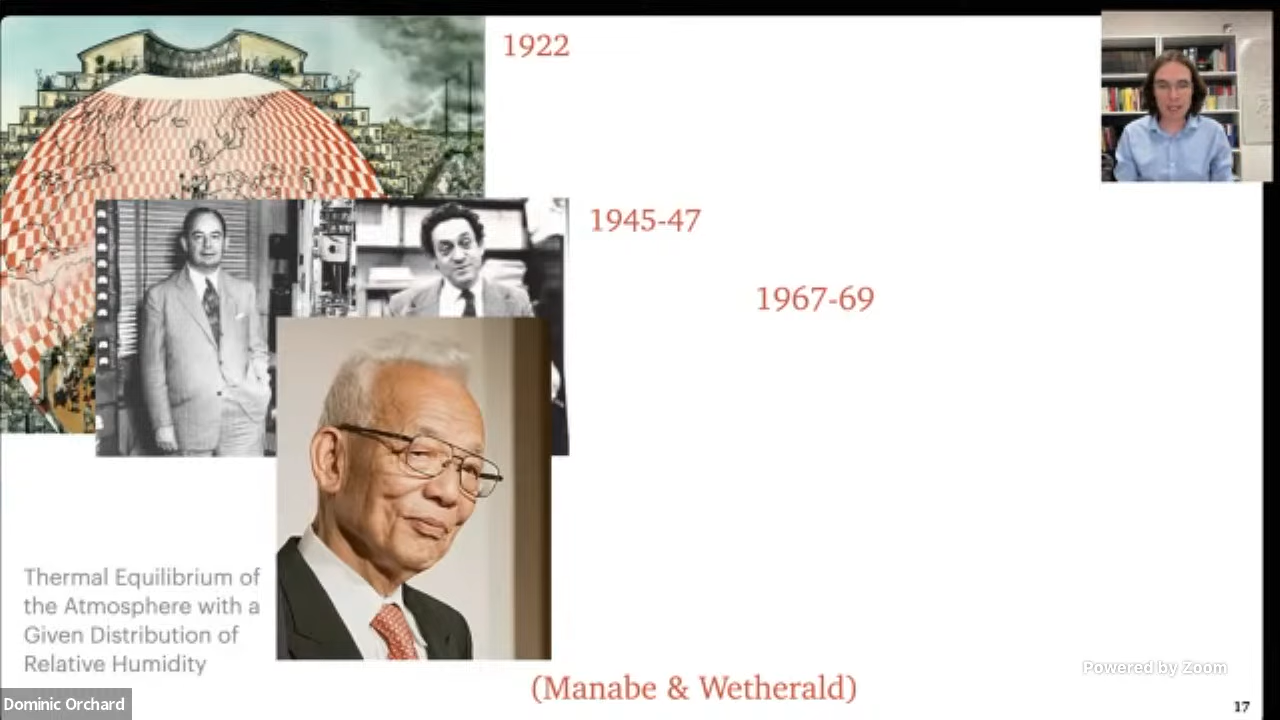 1922
1945-47
1967-69
Thermal Equilibrium of
the Atmosphere with a
Given Distribution of
Relative Humidity
(Manabe & Wetherald)
Powered by Zoom
Dominic Orchard
17